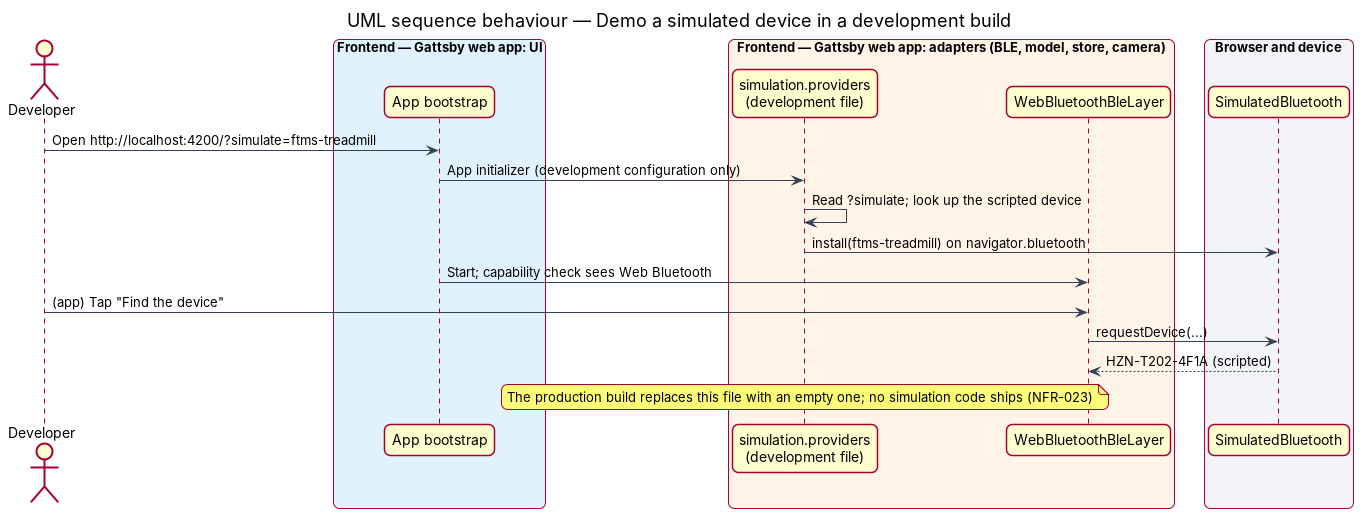 UML sequence behaviour — Demo a simulated device in a development build
Frontend — Gattsby web app: UI
Frontend — Gattsby web app: adapters (BLE, model, store, camera)
Browser and device
Developer
App bootstrap
simulation.providers
(development file)
WebBluetoothBleLayer
SimulatedBluetooth
Open http://localhost:4200/?simulate=ftms-treadmill
App initializer (development configuration only)
Read ?simulate; look up the scripted device
install(ftms-treadmill) on navigator.bluetooth
Start; capability check sees Web Bluetooth
(app) Tap "Find the device"
requestDevice(...)
HZN-T202-4F1A (scripted)
The production build replaces this file with an empty one; no simulation code ships (NFR-023)
Developer
App bootstrap
simulation.providers
(development file)
WebBluetoothBleLayer
SimulatedBluetooth